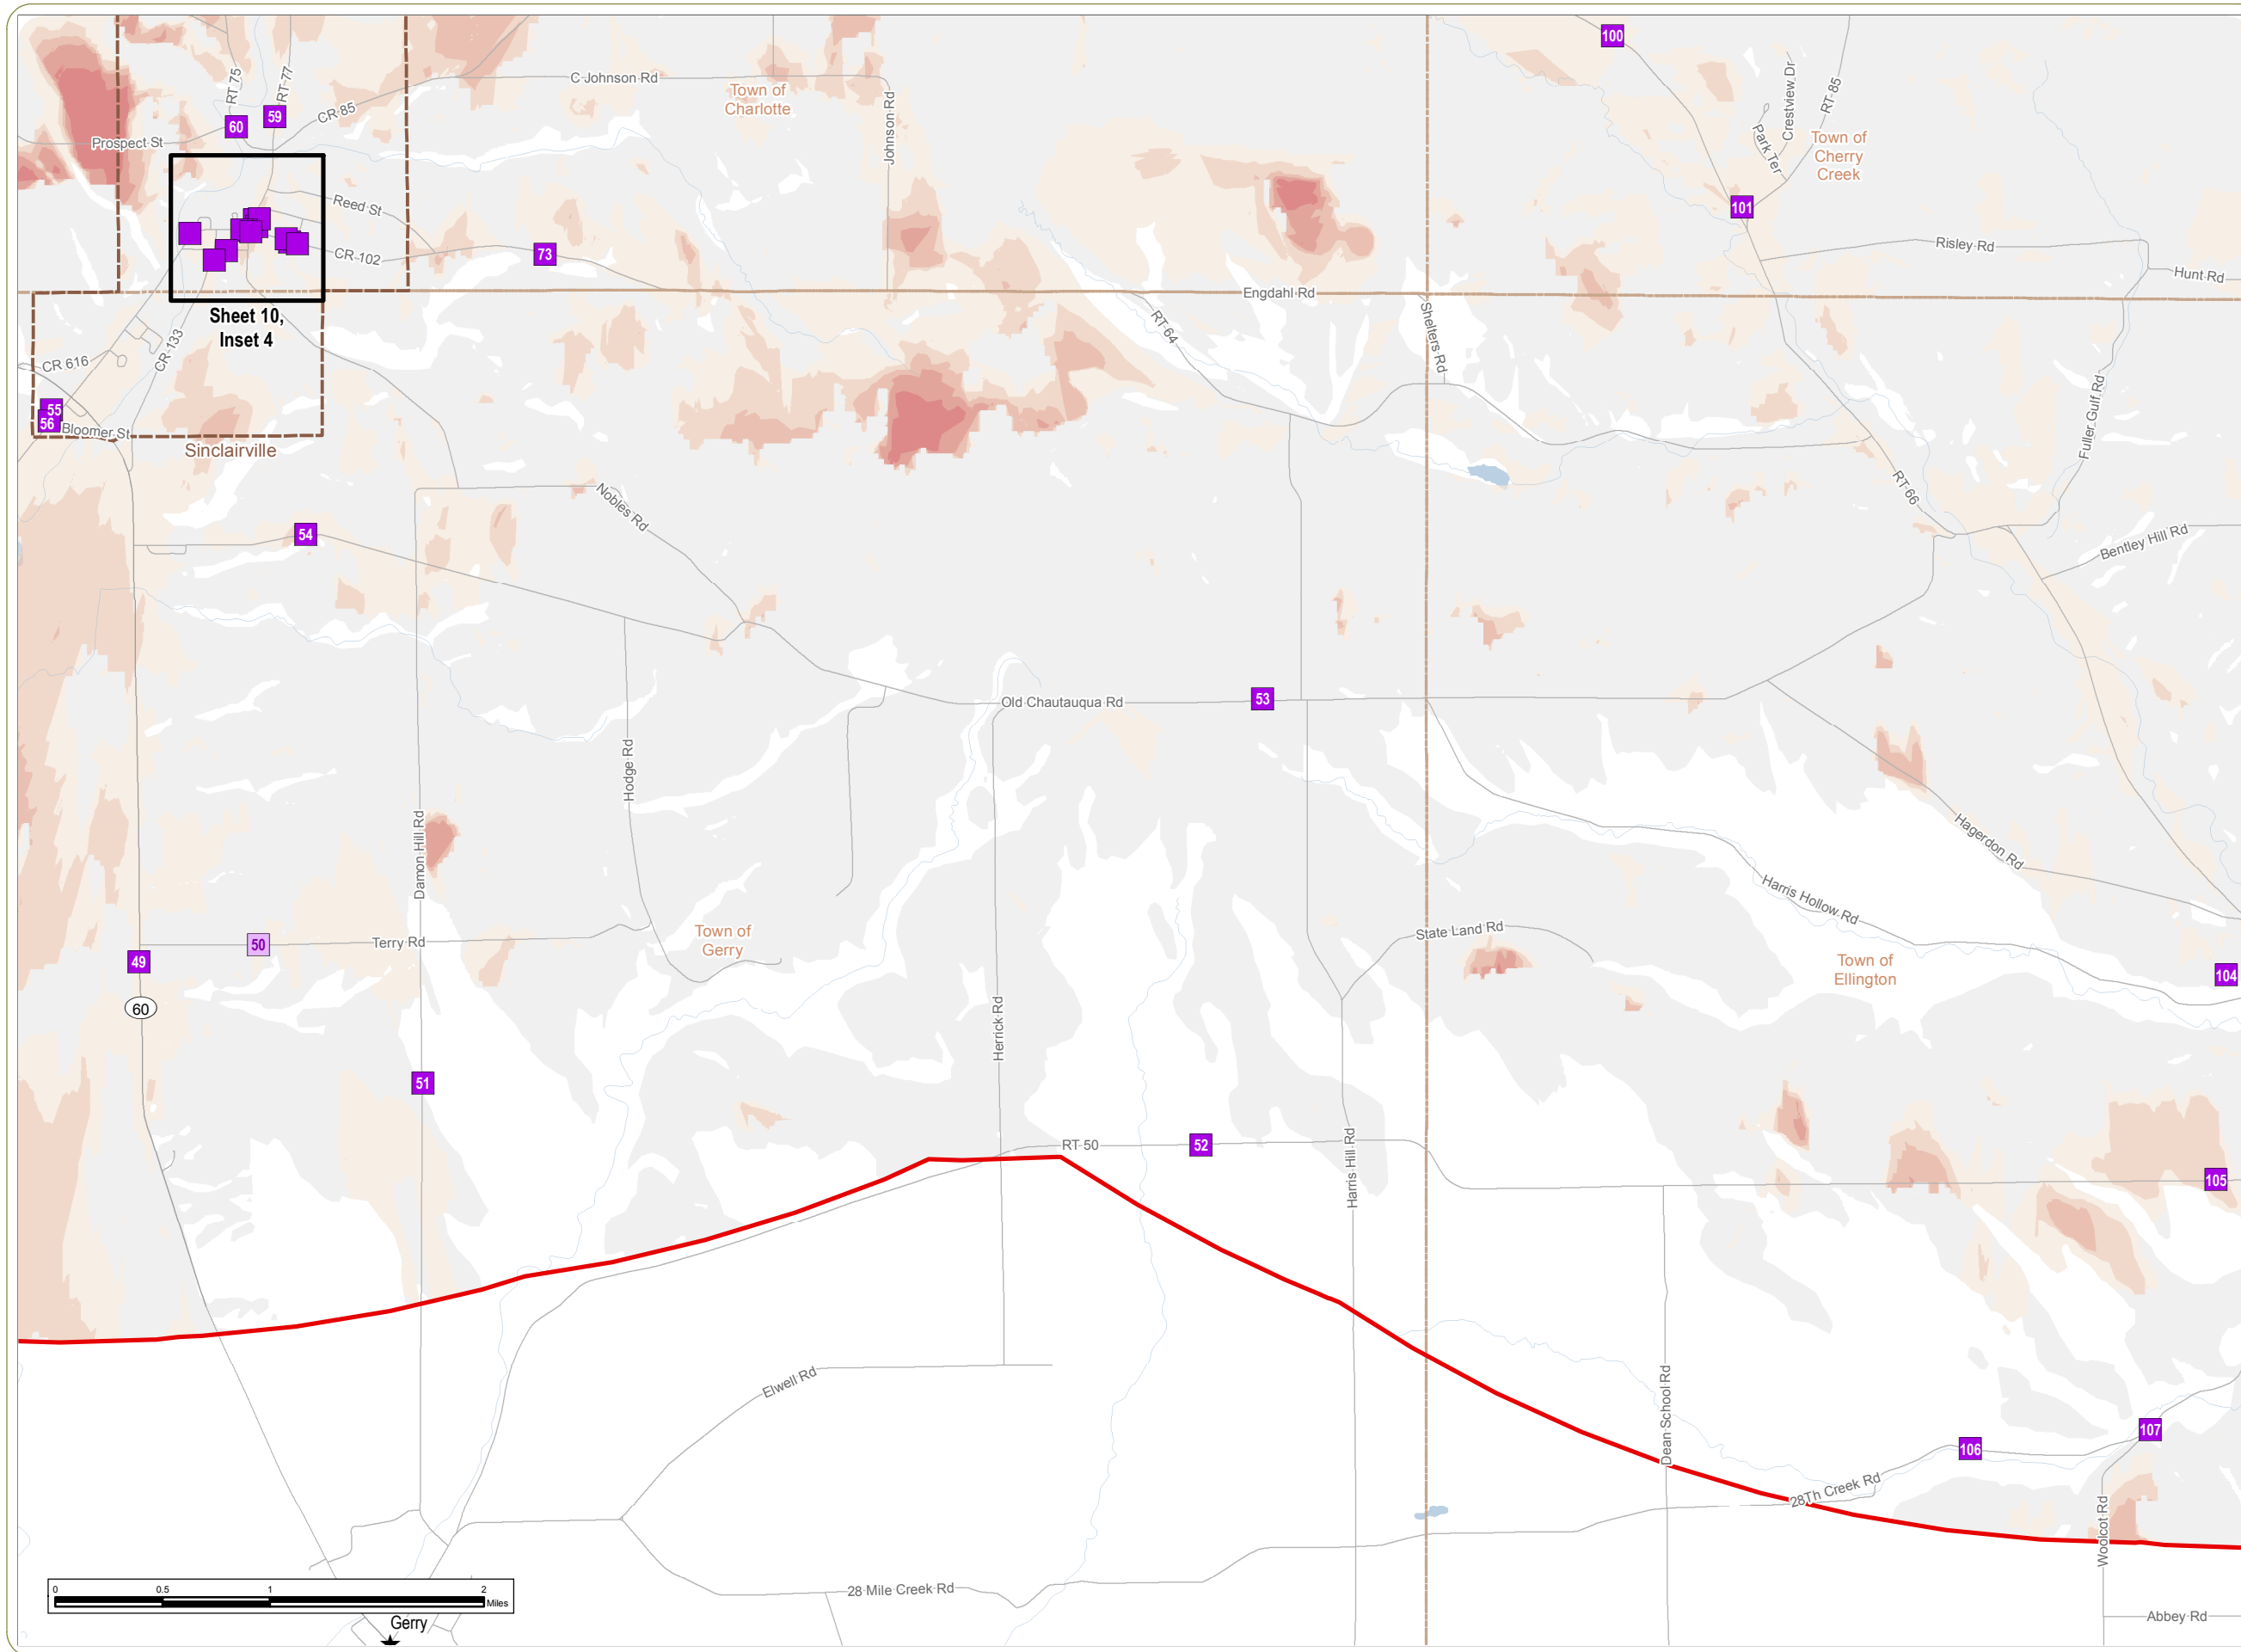 100
C Johnson Rd
RT 75
RT 77
Town of
Charlotte
Crestview Dr
RT 85
CR 85
59
60
Johnson Rd
Prospect St
Park Ter
Town of
Cherry
Creek
Reed St
101
CR 102
73
Risley Rd
Hunt Rd
Engdahl Rd
Sheet 10,
Inset 4
RT 64
Shelters Rd
CR 133
CR 616
Fuller Gulf Rd
55
56
Bloomer St
Sinclairville
RT 66
Nobles Rd
54
Bentley Hill Rd
Old Chautauqua Rd
53
Hodge Rd
Damon Hill Rd
Hagerdon Rd
Harris Hollow Rd
Town of
Gerry
State Land Rd
50
Terry Rd
49
Town of
Ellington
104
60
Herrick Rd
51
RT 50
52
Harris Hill Rd
105
Elwell Rd
Dean School Rd
107
106
28Th Creek Rd
Woolcot Rd
0 0.5 1 2
Miles
28 Mile Creek Rd
Gerry
Abbey Rd